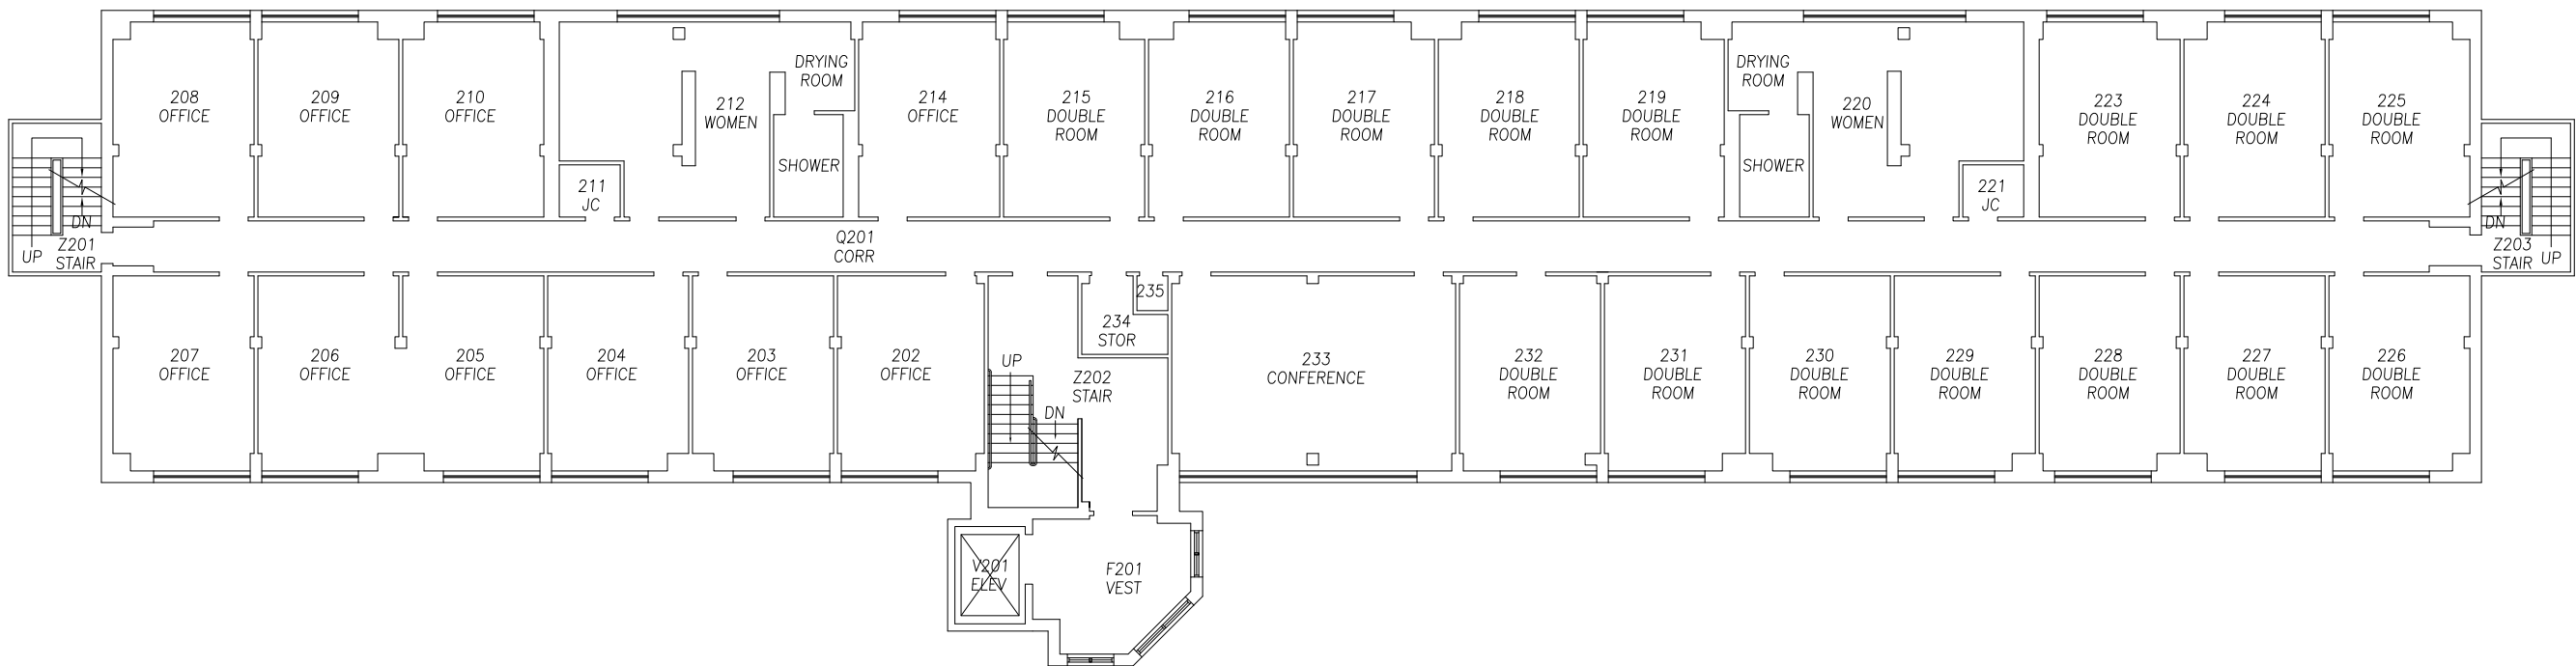 DRYING
ROOM
DRYING
ROOM
208
OFFICE
209
OFFICE
210
OFFICE
212
WOMEN
214
OFFICE
215
DOUBLE
ROOM
216
DOUBLE
ROOM
217
DOUBLE
ROOM
218
DOUBLE
ROOM
219
DOUBLE
ROOM
220
WOMEN
223
DOUBLE
ROOM
224
DOUBLE
ROOM
225
DOUBLE
ROOM
SHOWER
SHOWER
211
JC
221
JC
DN
UP
Z201
STAIR
Q201
CORR
DN
Z203
STAIR
UP
235
234
STOR
207
OFFICE
206
OFFICE
205
OFFICE
204
OFFICE
203
OFFICE
202
OFFICE
UP
Z202
STAIR
DN
233
CONFERENCE
232
DOUBLE
ROOM
231
DOUBLE
ROOM
230
DOUBLE
ROOM
229
DOUBLE
ROOM
228
DOUBLE
ROOM
227
DOUBLE
ROOM
226
DOUBLE
ROOM
V201
ELEV
F201
VEST